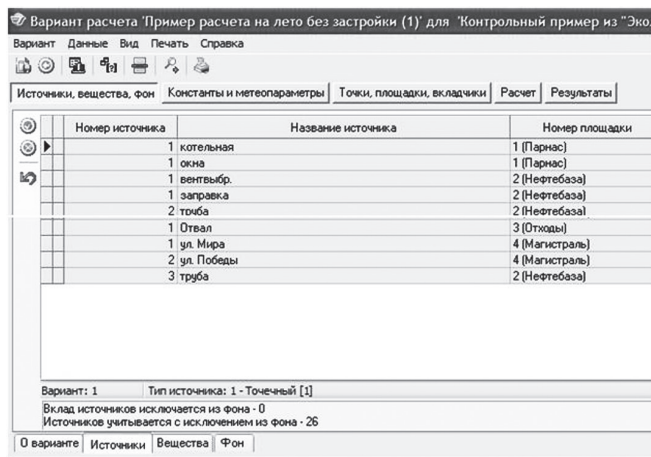 Вариант расчета 'Пример расчета на лето без застройки (1)' для 'Контрольный пример из "Эко.
Вариант Данные Вид Печать Справка
Источники, вещества, фон Константы и метеопараметры Точки, площадки, вкладчики Расчет Результаты
Номер источника Название источника Номер площадки
1 котельная 1 (Парнас)
1 окна 1 (Парнас)
1 вентвыбр. 2 (Нефтебаза)
1 заправка 2 (Нефтебаза)
2 труба 2 (Нефтебаза)
1 Отвал 3 (Отходы)
1 ул. Мира 4 (Магистраль)
2 ул. Победы 4 (Магистраль)
3 труба 2 (Нефтебаза)
Вариант: 1 Тип источника: 1 - Точечный [1]
Вклад источников исключается из фона - 0
Источников учитывается с исключением из фона - 26
О варианте Источники Вещества Фон